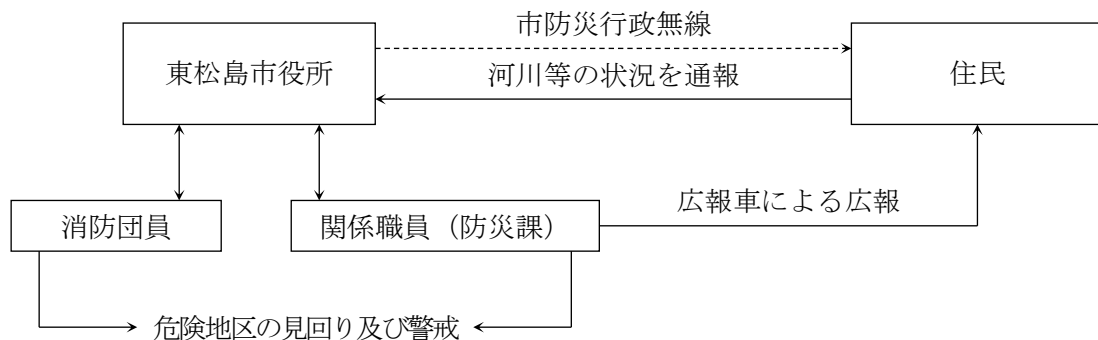 市防災行政無線
東松島市役所
河川等の状況を通報
住民
広報車による広報
消防団員
関係職員（防災課）
危険地区の見回り及び警戒